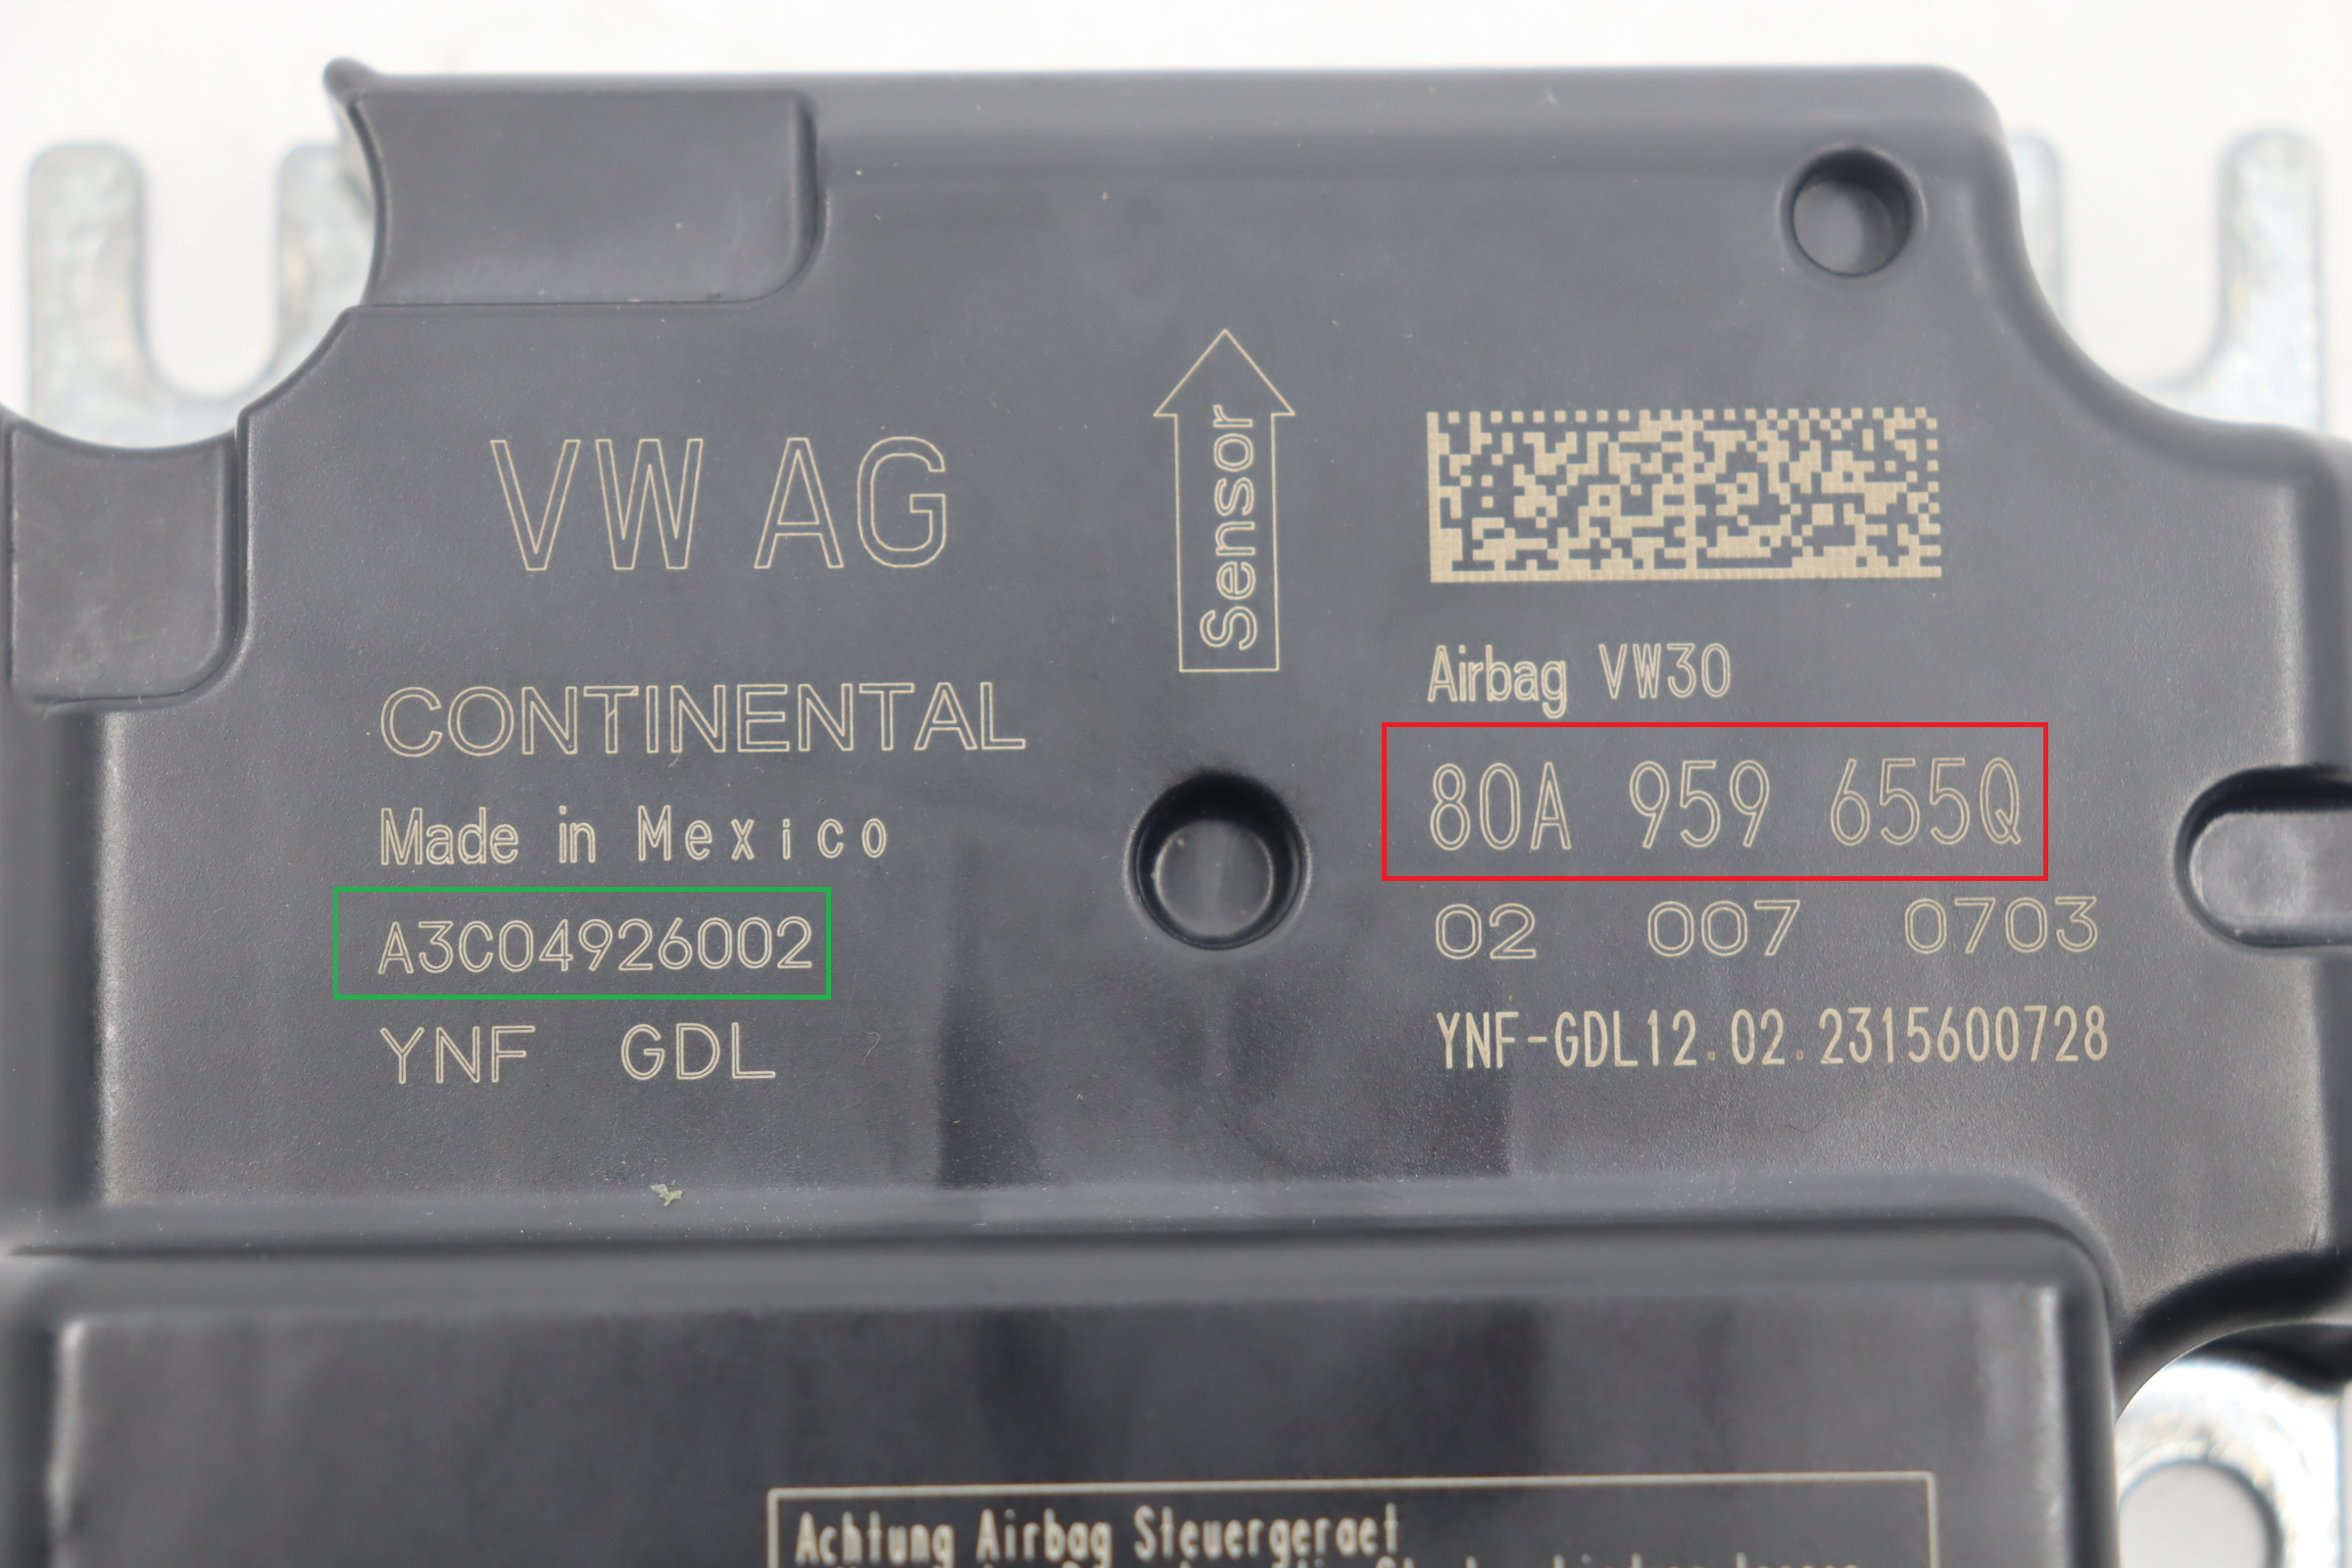 VW AG
CONTINENTAL
Made in Mexico
A3C04926002
YNF GDL
Sensor
Airbag VW30
80A 959 655Q
02 007 0703
YNF-GDL12.02.2315600728
Achtung Airbag Steuergeraet